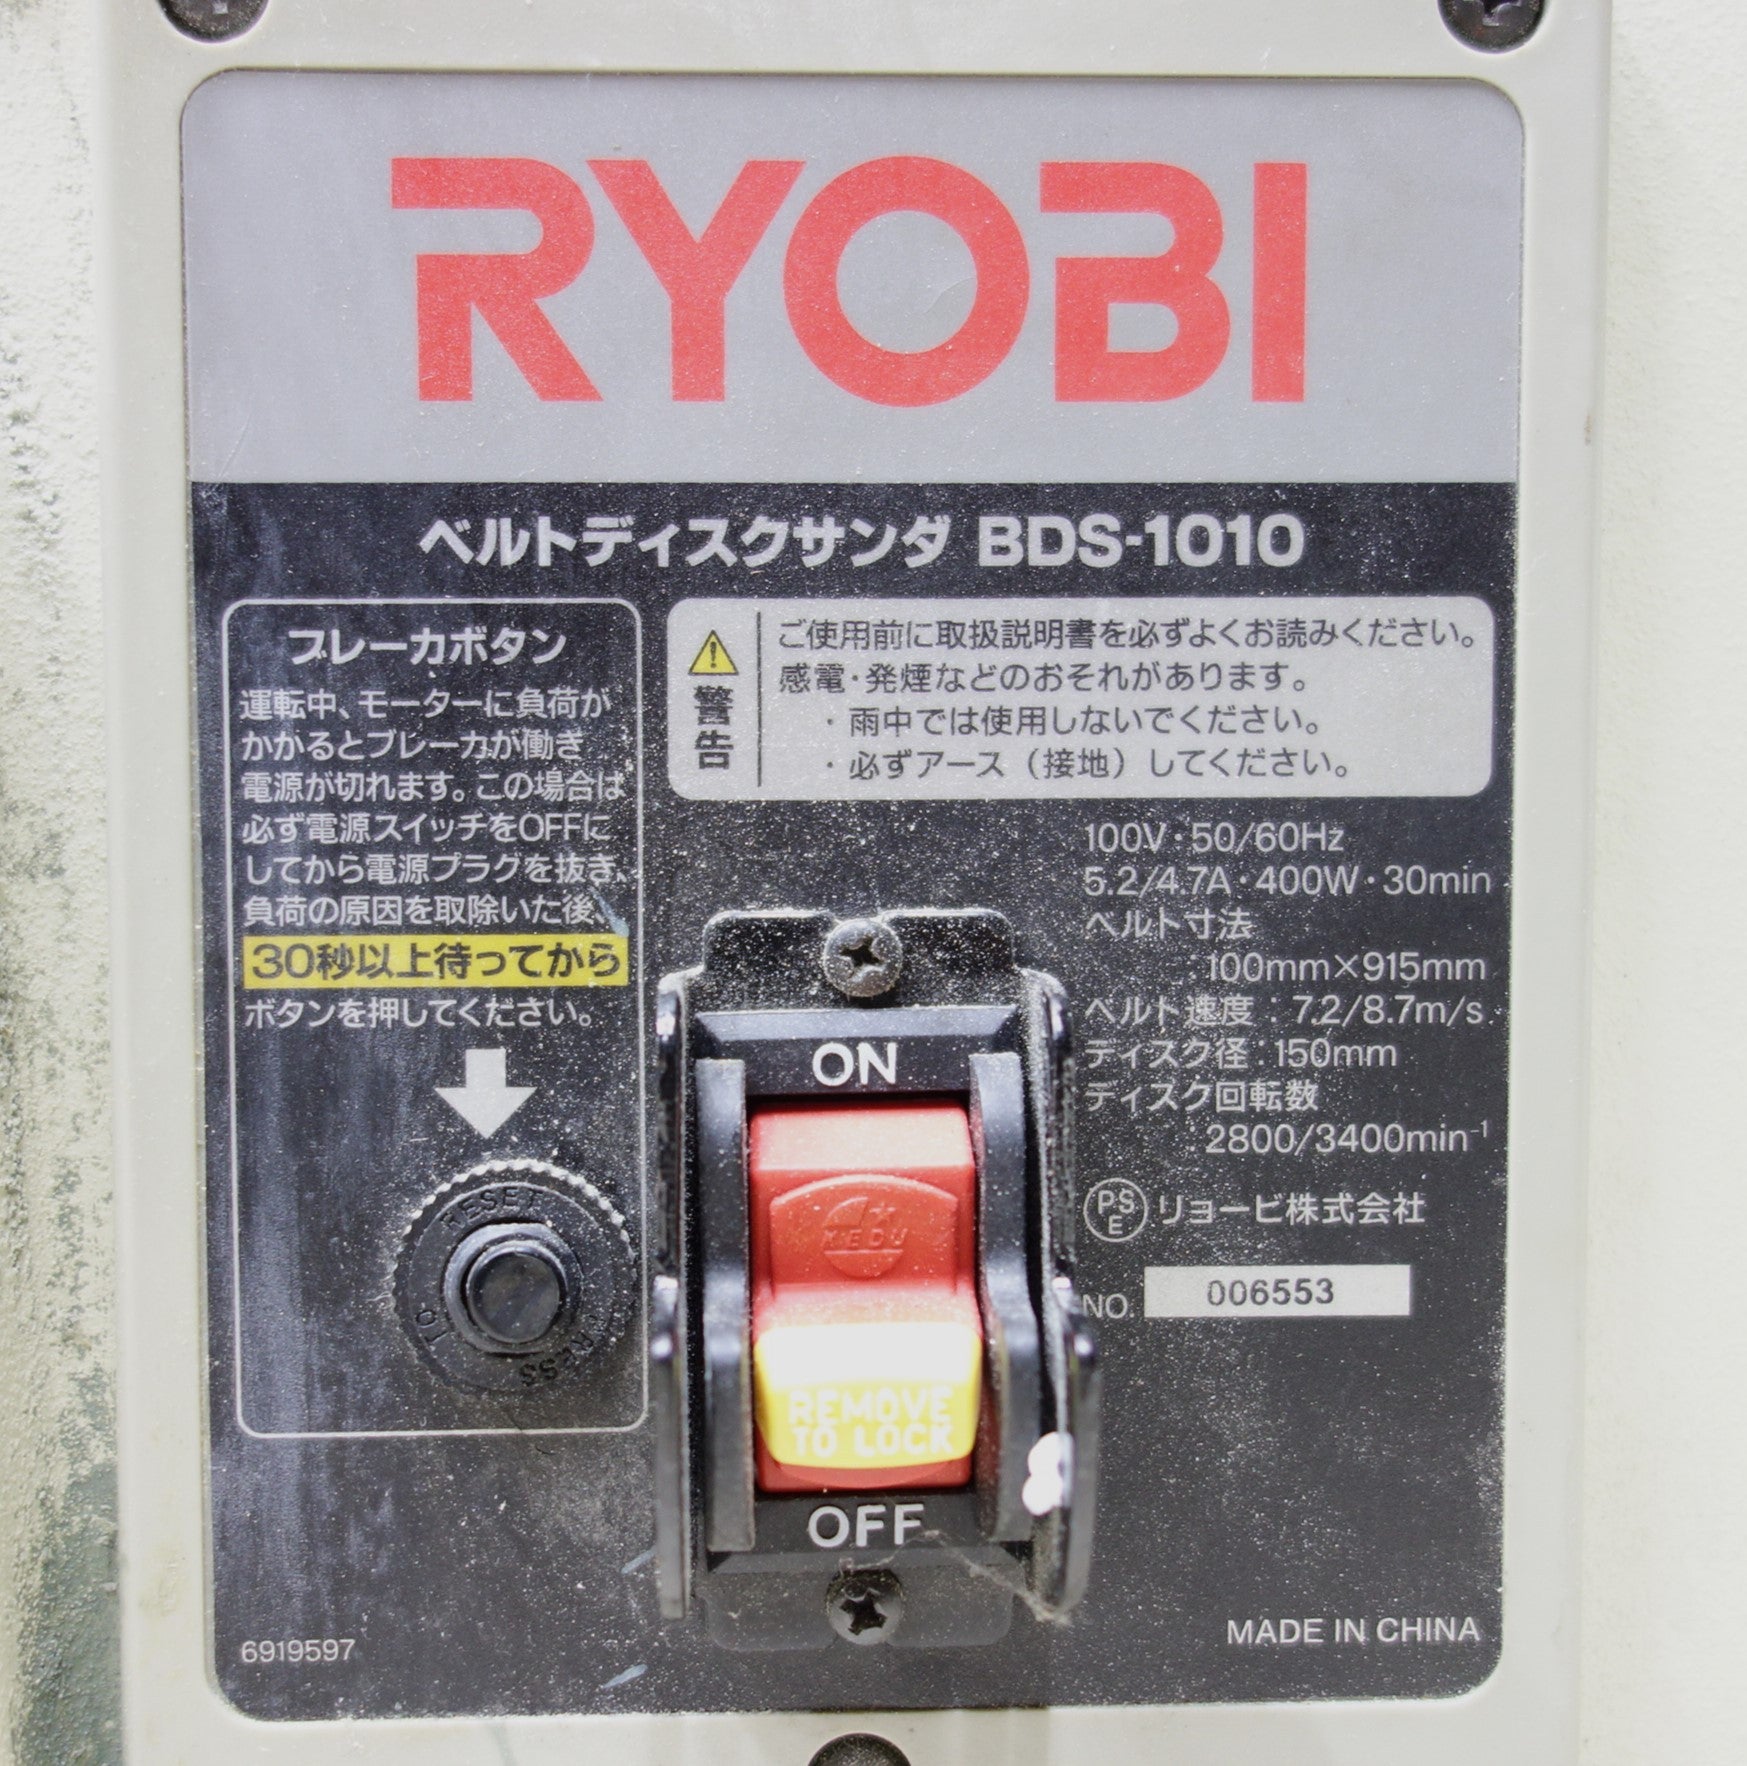 RYOBI
ベルトディスクサンダ BDS-1010
ブレーカボタン
運転中、モーターに負荷が
かかるとブレーカが働き
電源が切れます。この場合は
必ず電源スイッチをOFFに
してから電源プラグを抜き、
負荷の原因を取除いた後、
30秒以上待ってから
ボタンを押してください。
RESET
PRESS
TO
警告
ご使用前に取扱説明書を必ずよくお読みください。
感電・発煙などのおそれがあります。
・雨中では使用しないでください。
・必ずアース（接地）してください。
100V・50/60Hz
5.2/4.7A・400W・30min
ベルト寸法
100mm×915mm
ベルト速度：7.2/8.7m/s
ディスク径：150mm
ディスク回転数
2800/3400min⁻¹
PSE リョービ株式会社
NO. 006553
ON
KEDU
REMOVE
TO LOCK
OFF
6919597
MADE IN CHINA